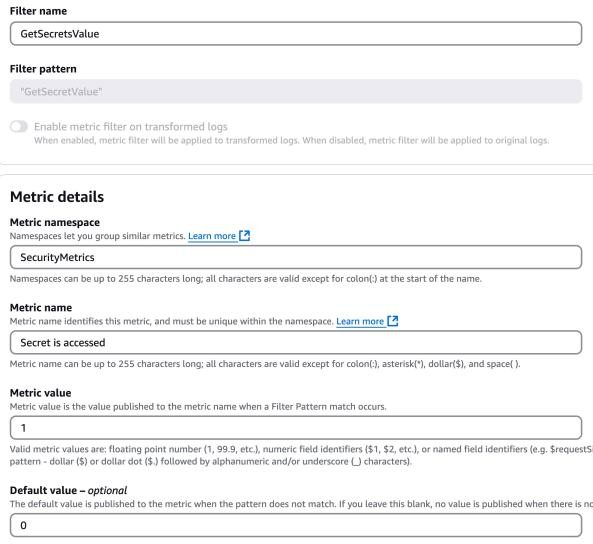 Filter name
GetSecretsValue
Filter pattern
"GetSecretValue"
Enable metric filter on transformed logs
When enabled, metric filter will be applied to transformed logs. When disabled, metric filter will be applied to original logs.
Metric details
Metric namespace
Namespaces let you group similar metrics. Learn more
SecurityMetrics
Namespaces can be up to 255 characters long; all characters are valid except for colon(:) at the start of the name.
Metric name
Metric name identifies this metric, and must be unique within the namespace. Learn more
Secret is accessed
Metric name can be up to 255 characters long; all characters are valid except for colon(:), asterisk(*), dollar($), and space( ).
Metric value
Metric value is the value published to the metric name when a Filter Pattern match occurs.
1
Valid metric values are: floating point number (1, 99.9, etc.), numeric field identifiers ($1, $2, etc.), or named field identifiers (e.g. $requestSi
pattern - dollar ($) or dollar dot ($.) followed by alphanumeric and/or underscore (_) characters).
Default value – optional
The default value is published to the metric when the pattern does not match. If you leave this blank, no value is published when there is no
0